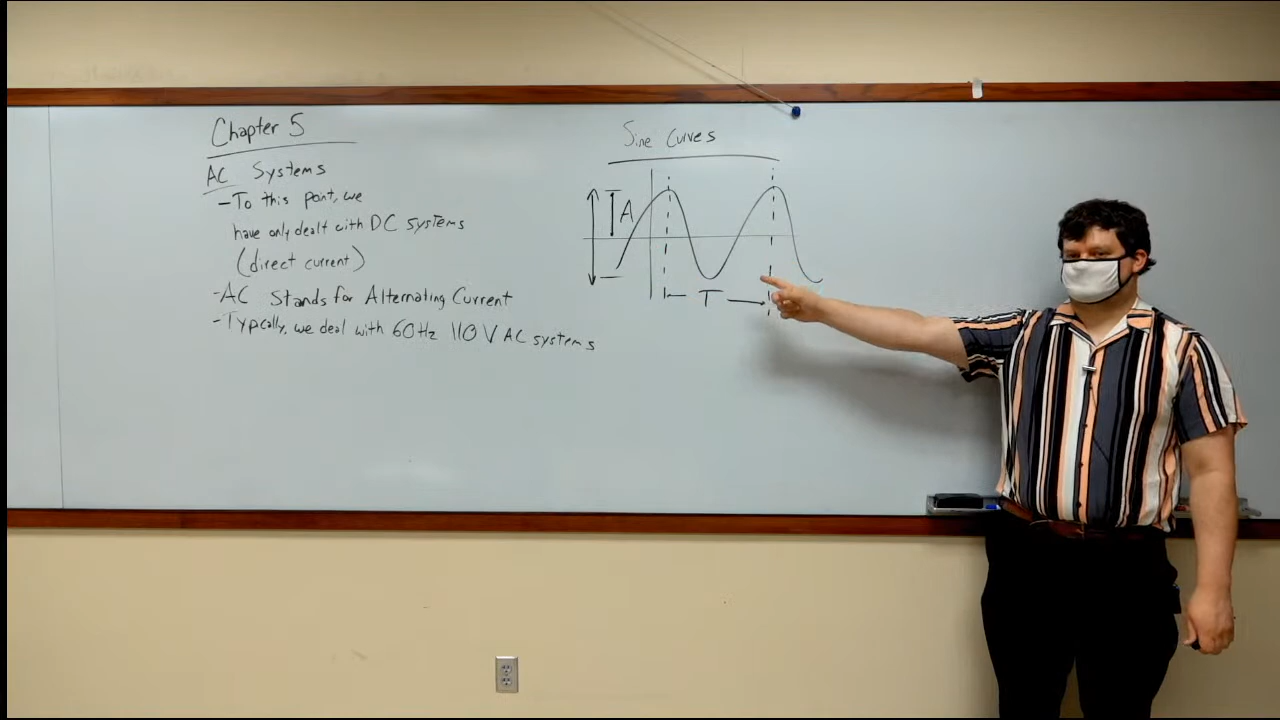 Chapter 5
AC Systems
- To this point, we
have only dealt with DC systems
(direct current)
- AC Stands for Alternating Current
- Typically, we deal with 60Hz 110V AC systems
Sine Curves
A
T